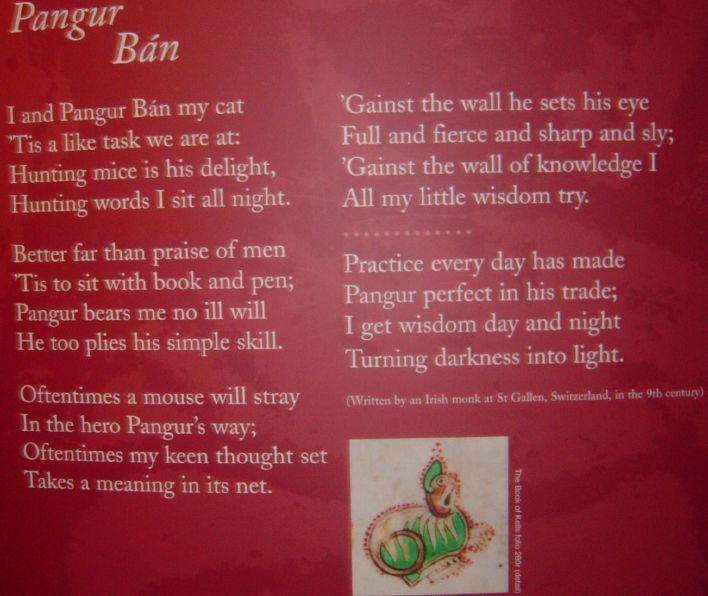 Pangur
Bán
I and Pangur Bán my cat
'Tis a like task we are at:
Hunting mice is his delight,
Hunting words I sit all night.
Better far than praise of men
'Tis to sit with book and pen;
Pangur bears me no ill will
He too plies his simple skill.
Oftentimes a mouse will stray
In the hero Pangur's way;
Oftentimes my keen thought set
Takes a meaning in its net.
'Gainst the wall he sets his eye
Full and fierce and sharp and sly;
'Gainst the wall of knowledge I
All my little wisdom try.
Practice every day has made
Pangur perfect in his trade;
I get wisdom day and night
Turning darkness into light.
(Written by an Irish monk at St Gallen, Switzerland, in the 9th century)
The Book of Kells folio 280r (detail)